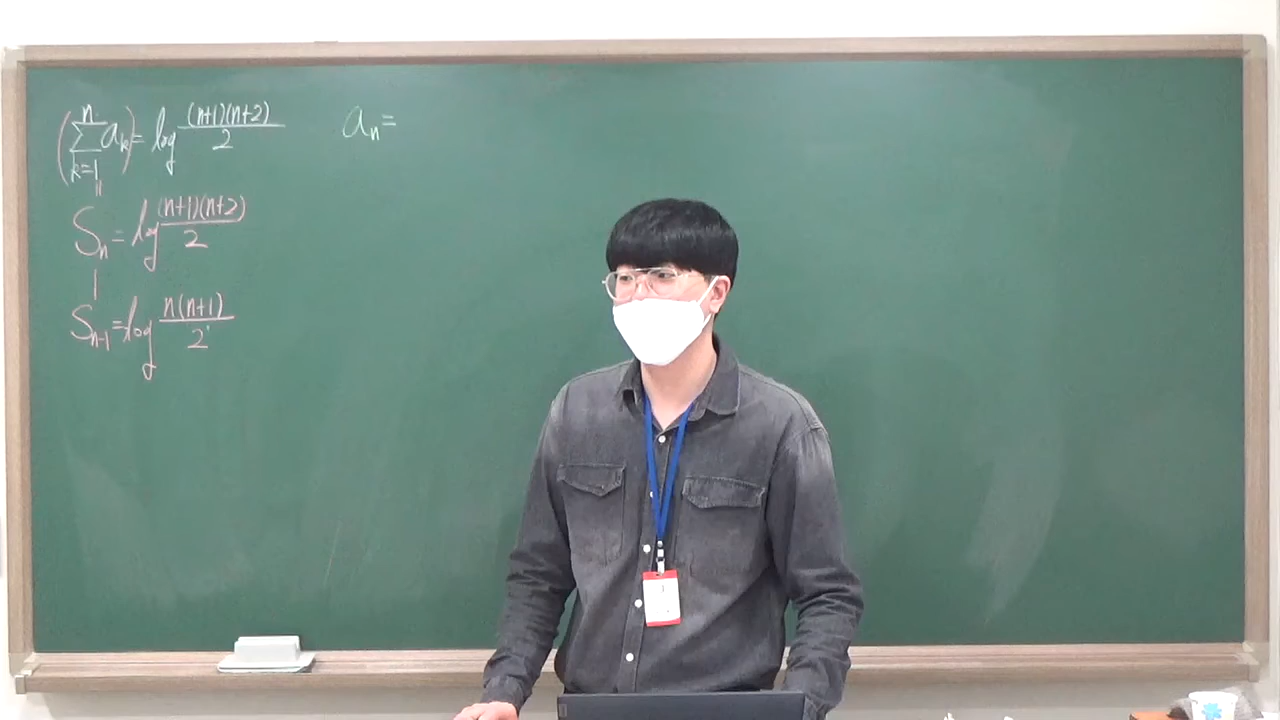 (∑_{k=1}^{n} a_k) = log (n+1)(n+2)/2
a_n =
||
S_n = log (n+1)(n+2)/2
|
S_{n-1} = log n(n+1)/2